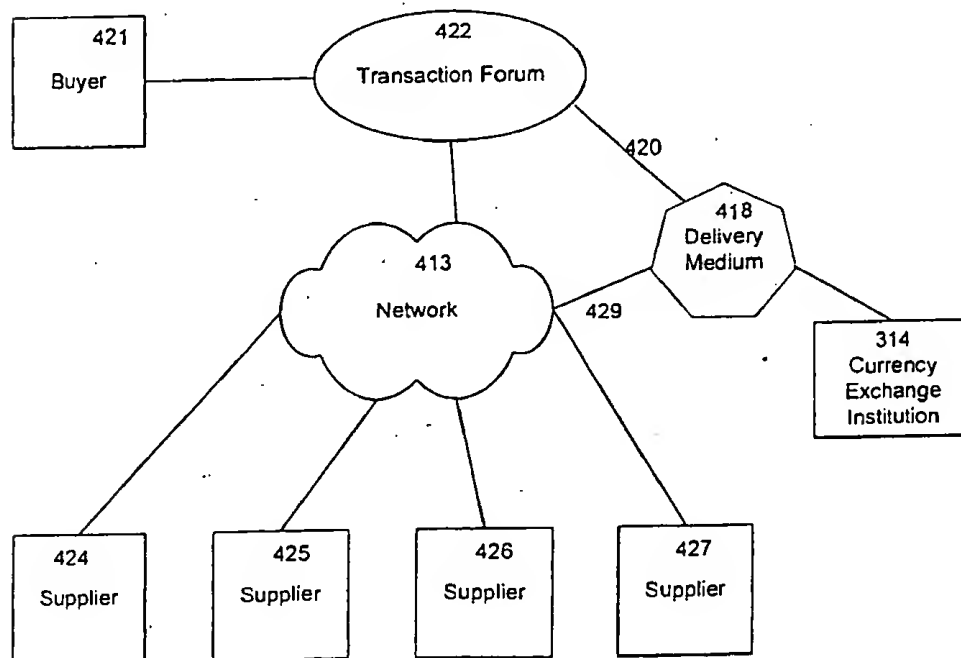 421
Buyer
422
Transaction Forum
420
418
Delivery
Medium
413
Network
429
314
Currency
Exchange
Institution
424
Supplier
425
Supplier
426
Supplier
427
Supplier